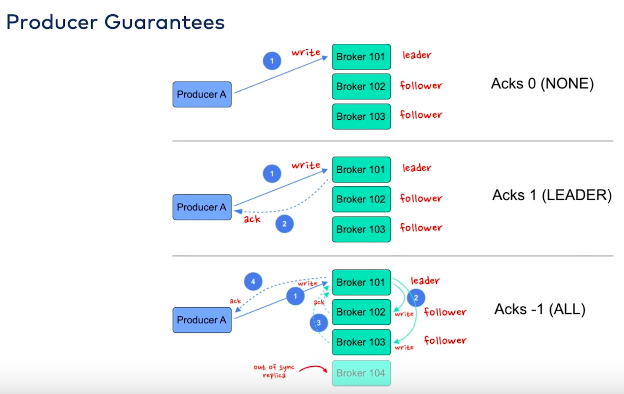 Producer Guarantees
1
write
Broker 101
leader
Producer A
Broker 102
follower
Acks 0 (NONE)
Broker 103
follower
1
write
Broker 101
leader
Producer A
Broker 102
follower
Acks 1 (LEADER)
ack
2
Broker 103
follower
4
write
Broker 101
leader
ack
1
ack
2
Producer A
Broker 102
write
follower
Acks -1 (ALL)
3
Broker 103
write
follower
out of sync
replica
Broker 104